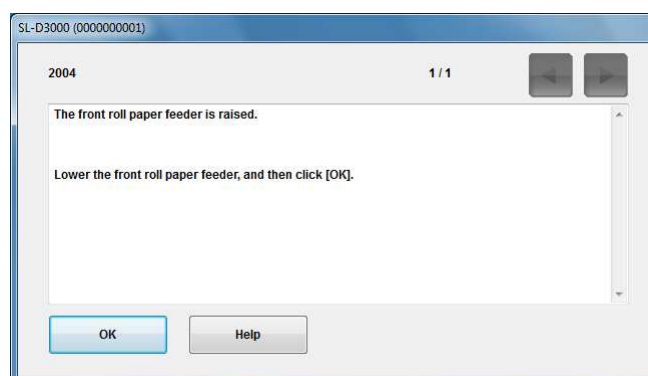 SL-D3000 (0000000001)
2004 1 / 1
The front roll paper feeder is raised.
Lower the front roll paper feeder, and then click [OK].
OK Help